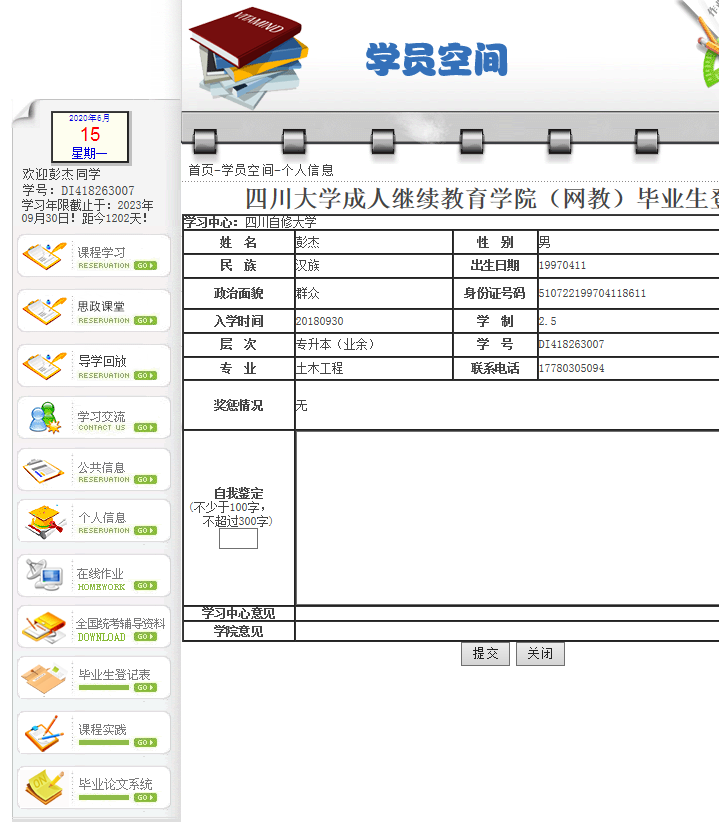 VITAMIND
学员空间
2020年6月
15
星期一
欢迎彭杰 同学
学号：DI418263007
学习年限截止于：2023年
09月30日！距今1202天！
课程学习
RESERVATION GO
思政课堂
RESERVATION GO
导学回放
RESERVATION GO
学习交流
CONTACT US GO
公共信息
RESERVATION GO
个人信息
RESERVATION GO
在线作业
HOMEWORK GO
全国统考辅导资料
DOWNLOAD GO
毕业生登记表
GO
课程实践
GO
毕业论文系统
GO
首页-学员空间-个人信息
四川大学成人继续教育学院（网教）毕业生
学习中心：四川自修大学
姓 名 彭杰 性 别 男
民 族 汉族 出生日期 19970411
政治面貌 群众 身份证号码 510722199704118611
入学时间 20180930 学 制 2.5
层 次 专升本（业余） 学 号 DI418263007
专 业 土木工程 联系电话 17780305094
奖惩情况 无
自我鉴定
(不少于100字，
不超过300字)
学习中心意见
学院意见
提交 关闭